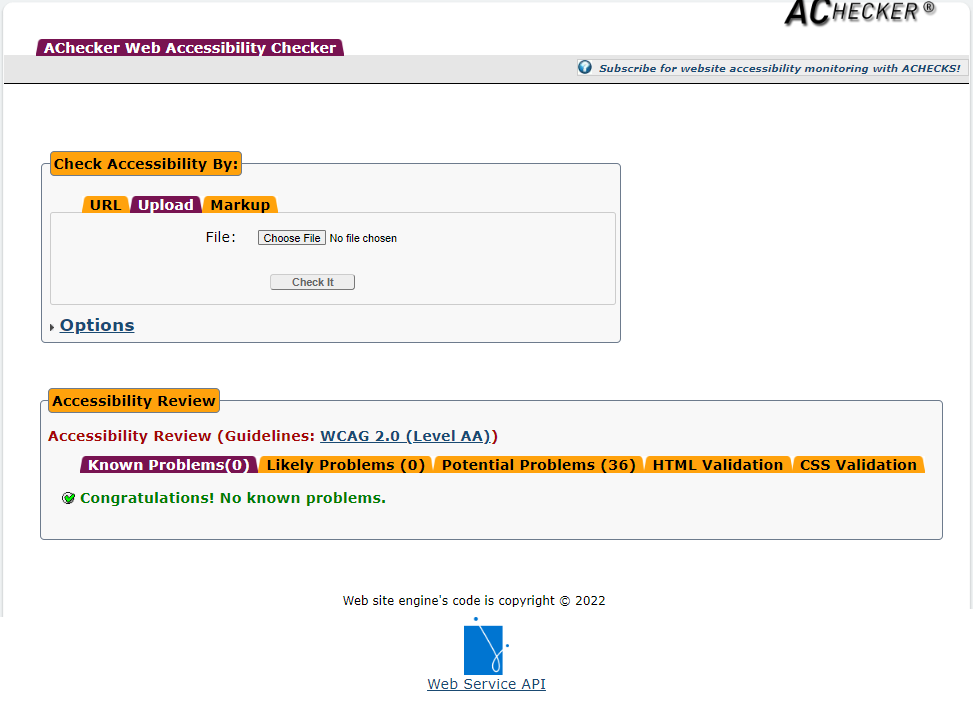 ACHECKER ®
AChecker Web Accessibility Checker
Subscribe for website accessibility monitoring with ACHECKS!
Check Accessibility By:
URL Upload Markup
File: Choose File No file chosen
Check It
Options
Accessibility Review
Accessibility Review (Guidelines: WCAG 2.0 (Level AA))
Known Problems(0) Likely Problems (0) Potential Problems (36) HTML Validation CSS Validation
Congratulations! No known problems.
Web site engine's code is copyright © 2022
Web Service API